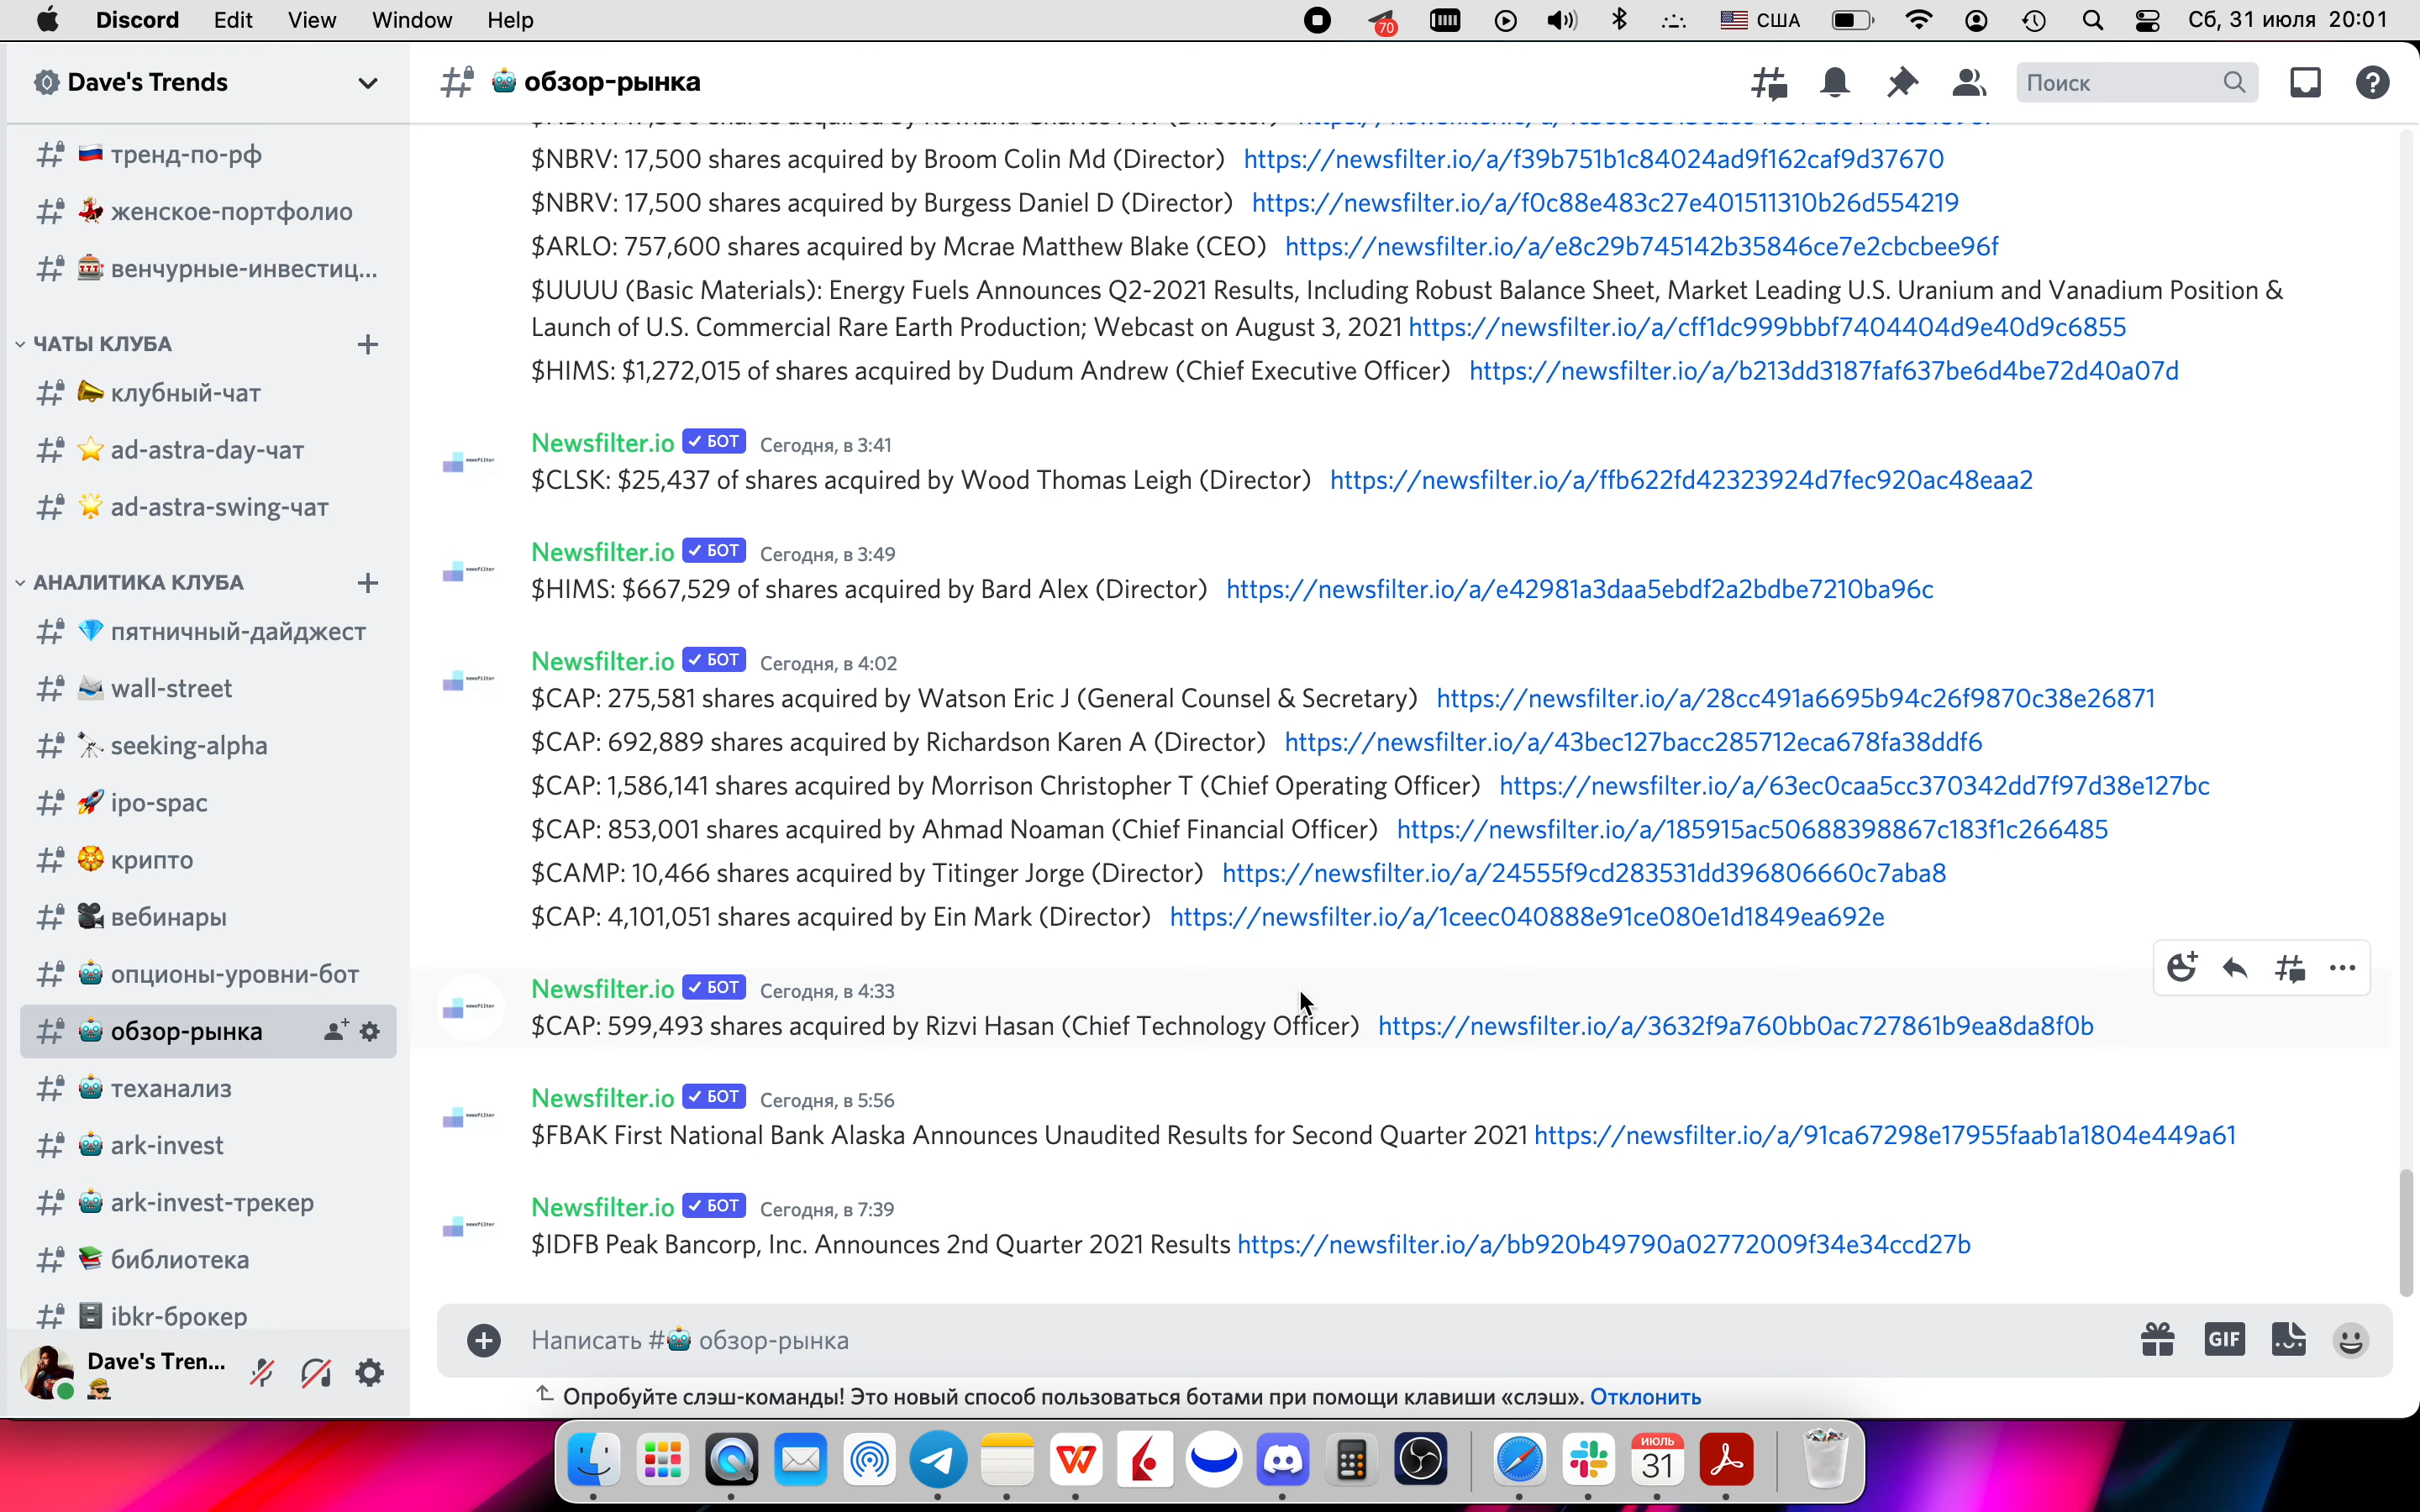 Discord Edit View Window Help
70 США Сб, 31 июля 20:01
Dave's Trends
обзор-рынка
Поиск
тренд-по-рф
женское-портфолио
венчурные-инвестиц...
ЧАТЫ КЛУБА
клубный-чат
ad-astra-day-чат
ad-astra-swing-чат
АНАЛИТИКА КЛУБА
пятничный-дайджест
wall-street
seeking-alpha
ipo-spac
крипто
вебинары
опционы-уровни-бот
обзор-рынка
теханализ
ark-invest
ark-invest-трекер
библиотека
ibkr-брокер
Dave's Tren...
$NBRV: 17,500 shares acquired by Broom Colin Md (Director) https://newsfilter.io/a/f39b751b1c84024ad9f162caf9d37670
$NBRV: 17,500 shares acquired by Burgess Daniel D (Director) https://newsfilter.io/a/f0c88e483c27e401511310b26d554219
$ARLO: 757,600 shares acquired by Mcrae Matthew Blake (CEO) https://newsfilter.io/a/e8c29b745142b35846ce7e2cbcbee96f
$UUUU (Basic Materials): Energy Fuels Announces Q2-2021 Results, Including Robust Balance Sheet, Market Leading U.S. Uranium and Vanadium Position &
Launch of U.S. Commercial Rare Earth Production; Webcast on August 3, 2021 https://newsfilter.io/a/cff1dc999bbbf7404404d9e40d9c6855
$HIMS: $1,272,015 of shares acquired by Dudum Andrew (Chief Executive Officer) https://newsfilter.io/a/b213dd3187faf637be6d4be72d40a07d
Newsfilter.io ✓ БОТ Сегодня, в 3:41
$CLSK: $25,437 of shares acquired by Wood Thomas Leigh (Director) https://newsfilter.io/a/ffb622fd42323924d7fec920ac48eaa2
Newsfilter.io ✓ БОТ Сегодня, в 3:49
$HIMS: $667,529 of shares acquired by Bard Alex (Director) https://newsfilter.io/a/e42981a3daa5ebdf2a2bdbe7210ba96c
Newsfilter.io ✓ БОТ Сегодня, в 4:02
$CAP: 275,581 shares acquired by Watson Eric J (General Counsel & Secretary) https://newsfilter.io/a/28cc491a6695b94c26f9870c38e26871
$CAP: 692,889 shares acquired by Richardson Karen A (Director) https://newsfilter.io/a/43bec127bacc285712eca678fa38ddf6
$CAP: 1,586,141 shares acquired by Morrison Christopher T (Chief Operating Officer) https://newsfilter.io/a/63ec0caa5cc370342dd7f97d38e127bc
$CAP: 853,001 shares acquired by Ahmad Noaman (Chief Financial Officer) https://newsfilter.io/a/185915ac50688398867c183f1c266485
$CAMP: 10,466 shares acquired by Titinger Jorge (Director) https://newsfilter.io/a/24555f9cd283531dd396806660c7aba8
$CAP: 4,101,051 shares acquired by Ein Mark (Director) https://newsfilter.io/a/1ceec040888e91ce080e1d1849ea692e
Newsfilter.io ✓ БОТ Сегодня, в 4:33
$CAP: 599,493 shares acquired by Rizvi Hasan (Chief Technology Officer) https://newsfilter.io/a/3632f9a760bb0ac727861b9ea8da8f0b
Newsfilter.io ✓ БОТ Сегодня, в 5:56
$FBAK First National Bank Alaska Announces Unaudited Results for Second Quarter 2021 https://newsfilter.io/a/91ca67298e17955faab1a1804e449a61
Newsfilter.io ✓ БОТ Сегодня, в 7:39
$IDFB Peak Bancorp, Inc. Announces 2nd Quarter 2021 Results https://newsfilter.io/a/bb920b49790a02772009f34e34ccd27b
Написать #🤖 обзор-рынка
GIF
Опробуйте слэш-команды! Это новый способ пользоваться ботами при помощи клавиши «слэш». Отклонить
ИЮЛЬ
31